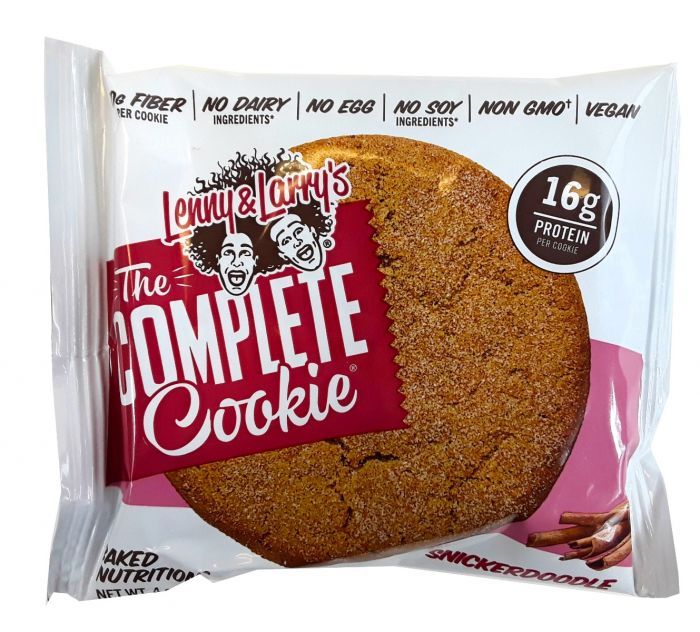 FIBER
PER COOKIE
NO DAIRY
INGREDIENTS*
NO EGG
NO SOY
INGREDIENTS*
NON GMO†
VEGAN
Lenny & Larry's
®
16g
PROTEIN
PER COOKIE
The
COMPLETE
Cookie®
BAKED
NUTRITION
NET WT
SNICKERDOODLE